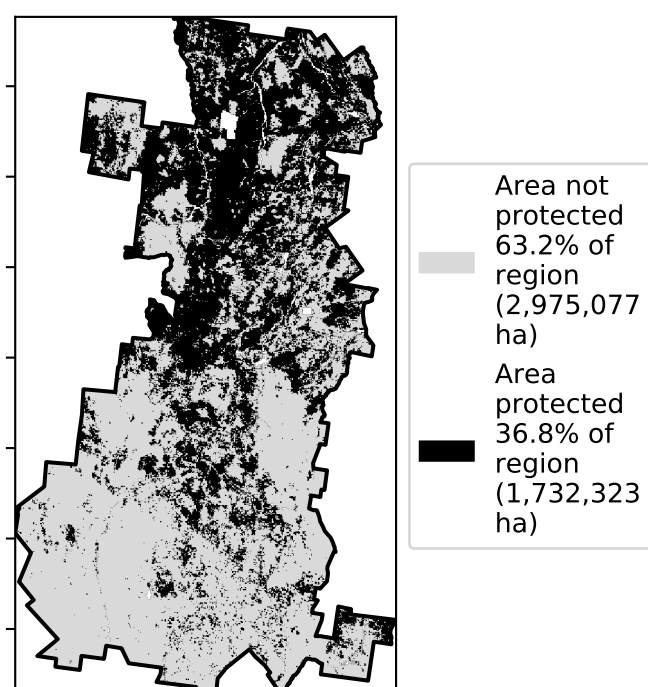 Area not
protected
63.2% of
region
(2,975,077
ha)
Area
protected
36.8% of
region
(1,732,323
ha)